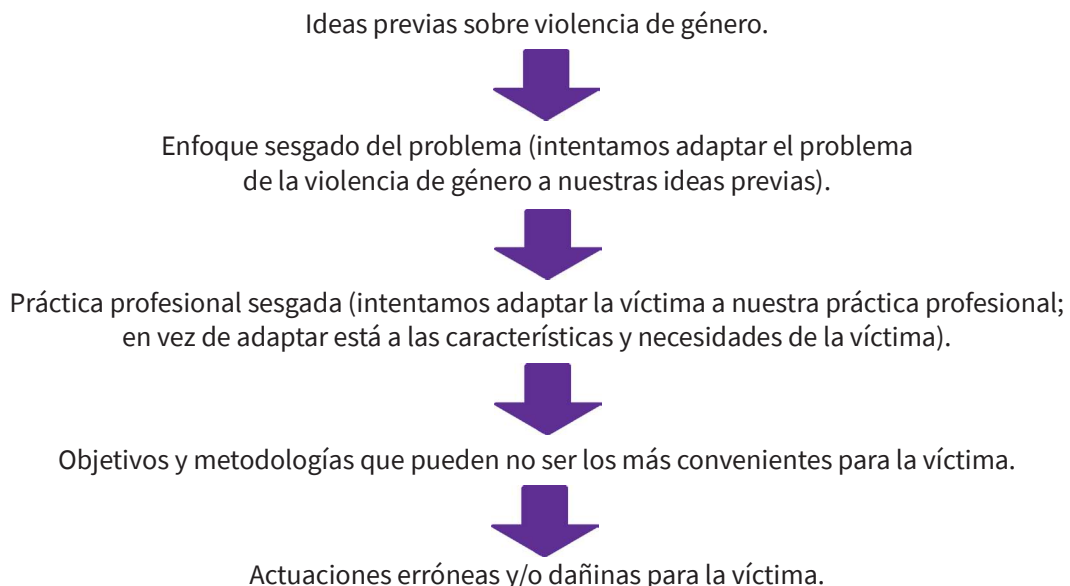 Ideas previas sobre violencia de género.
Enfoque sesgado del problema (intentamos adaptar el problema
de la violencia de género a nuestras ideas previas).
Práctica profesional sesgada (intentamos adaptar la víctima a nuestra práctica profesional;
en vez de adaptar está a las características y necesidades de la víctima).
Objetivos y metodologías que pueden no ser los más convenientes para la víctima.
Actuaciones erróneas y/o dañinas para la víctima.